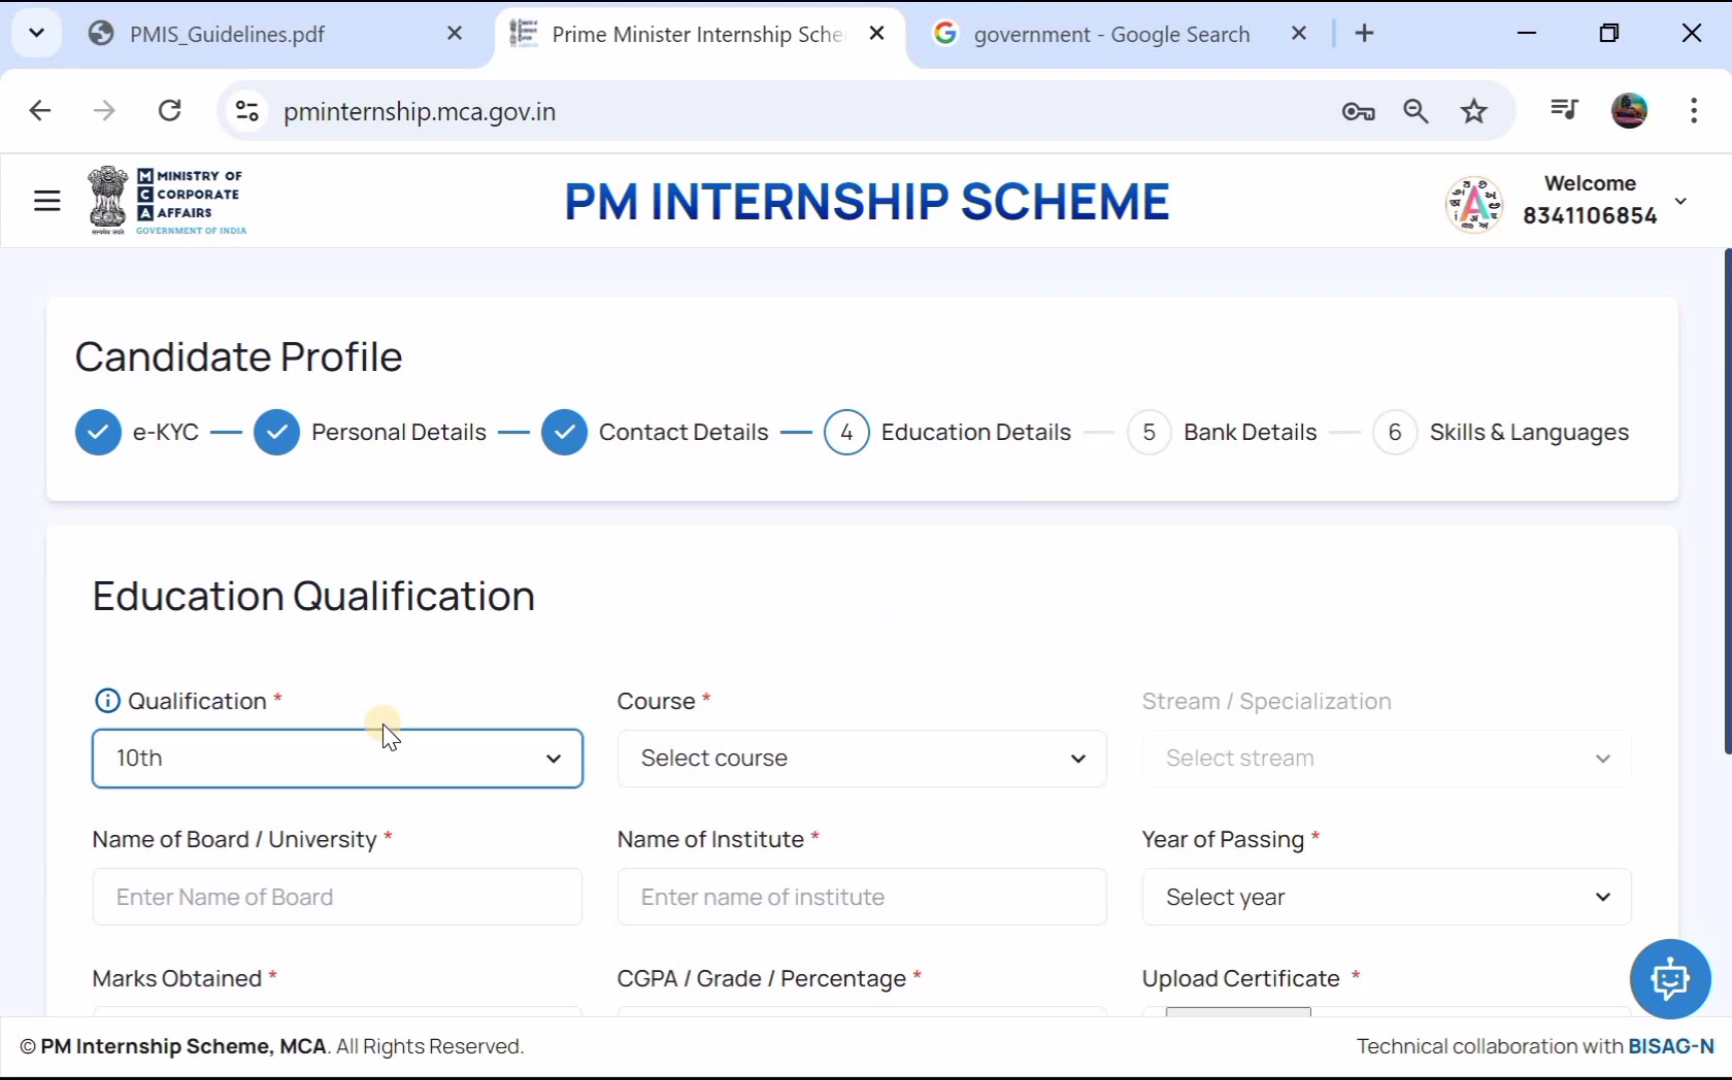 PMIS_Guidelines.pdf
Prime Minister Internship Sche
government - Google Search
pminternship.mca.gov.in
MINISTRY OF
CORPORATE
AFFAIRS
GOVERNMENT OF INDIA
सत्यमेव जयते
PM INTERNSHIP SCHEME
Welcome
8341106854
Candidate Profile
e-KYC
Personal Details
Contact Details
4 Education Details
5 Bank Details
6 Skills & Languages
Education Qualification
Qualification *
Course *
Stream / Specialization
10th
Select course
Select stream
Name of Board / University *
Name of Institute *
Year of Passing *
Enter Name of Board
Enter name of institute
Select year
Marks Obtained *
CGPA / Grade / Percentage *
Upload Certificate *
© PM Internship Scheme, MCA. All Rights Reserved.
Technical collaboration with BISAG-N